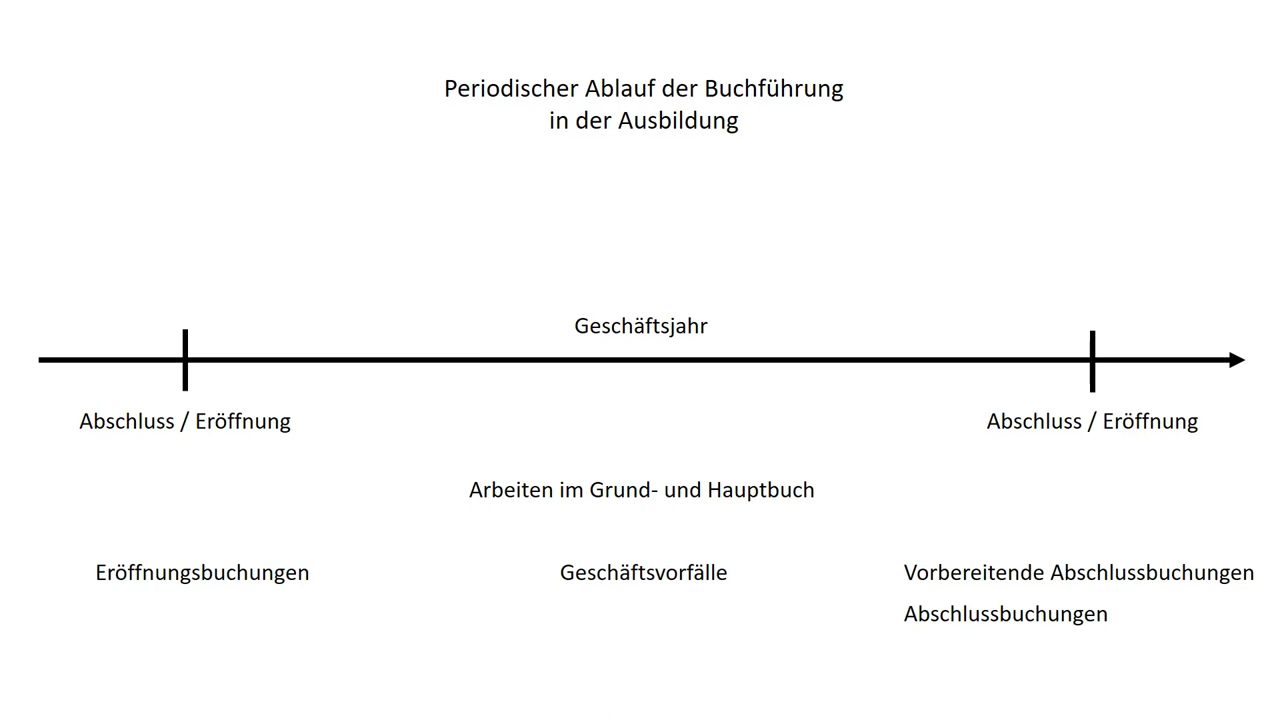 Periodischer Ablauf der Buchführung
in der Ausbildung
Geschäftsjahr
Abschluss / Eröffnung
Abschluss / Eröffnung
Arbeiten im Grund- und Hauptbuch
Eröffnungsbuchungen
Geschäftsvorfälle
Vorbereitende Abschlussbuchungen
Abschlussbuchungen